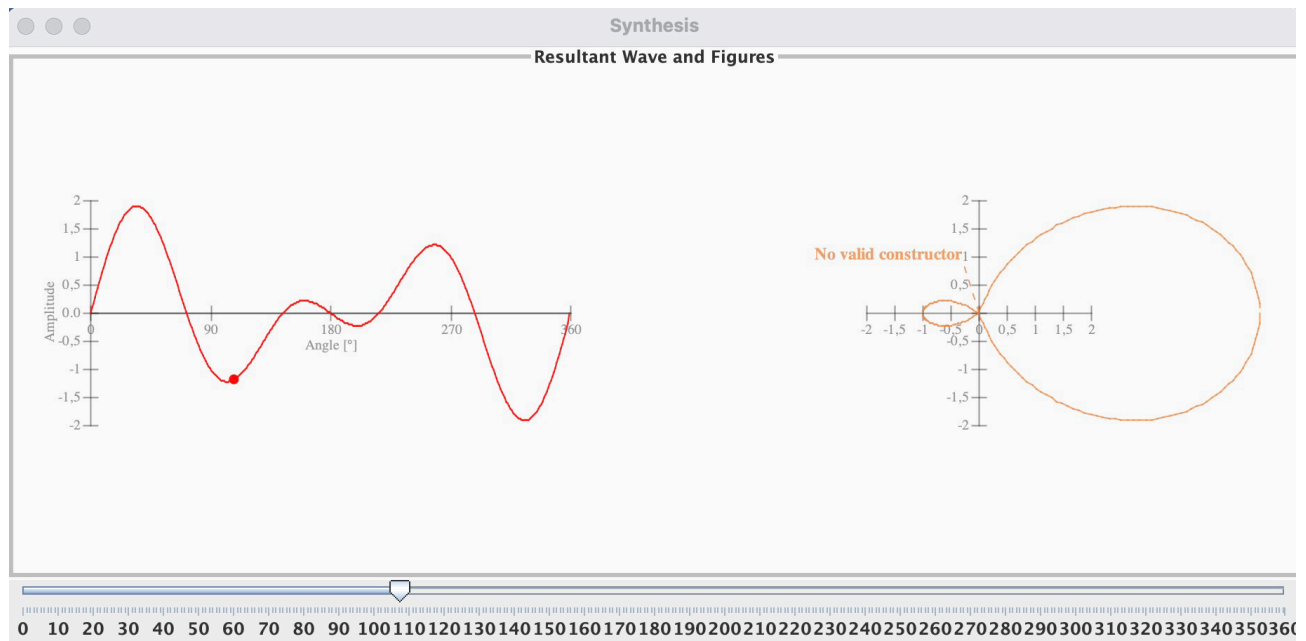 Synthesis
Resultant Wave and Figures
2
1,5
1
0,5
0.0
-0,5
-1
-1,5
-2
Amplitude
0 90 180 270 360
Angle [°]
No valid constructor
2
1,5
1
0,5
-0,5
-1
-1,5
-2
-2 -1,5 -1 -0,5 0 0,5 1 1,5 2
0 10 20 30 40 50 60 70 80 90 100 110 120 130 140 150 160 170 180 190 200 210 220 230 240 250 260 270 280 290 300 310 320 330 340 350 360